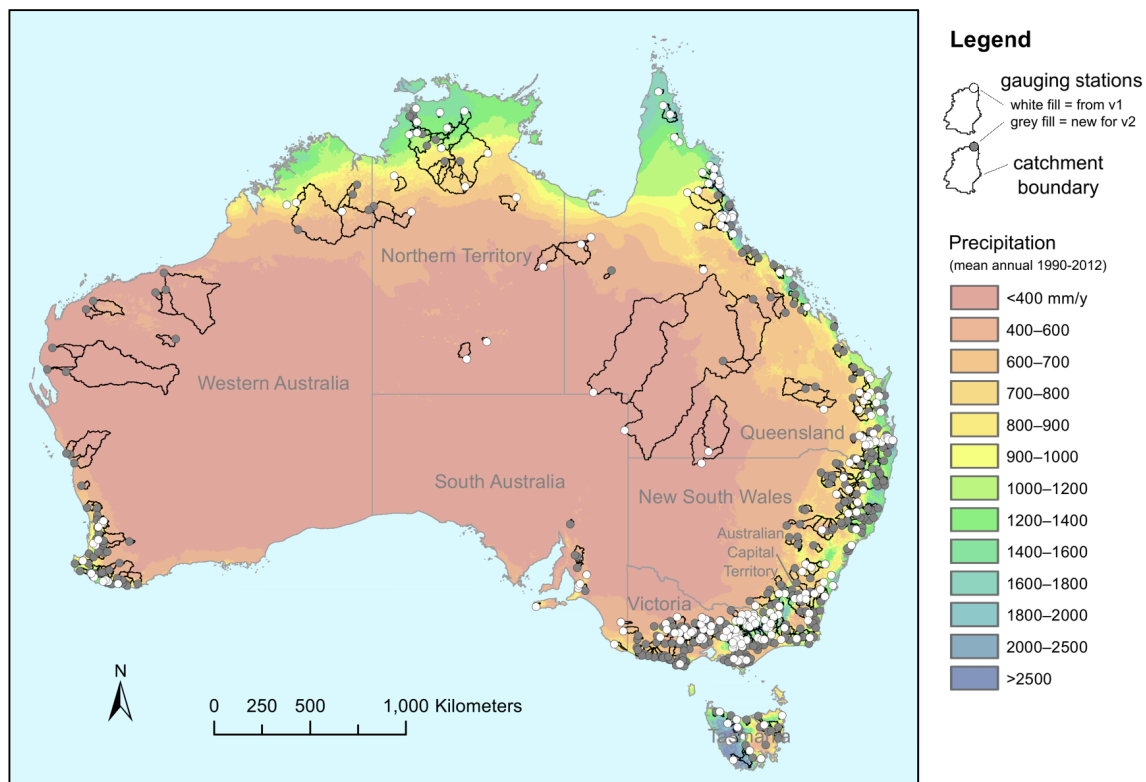 Legend
gauging stations
white fill = from v1
grey fill = new for v2
catchment
boundary
Precipitation
(mean annual 1990-2012)
<400 mm/y
400–600
600–700
700–800
800–900
900–1000
1000–1200
1200–1400
1400–1600
1600–1800
1800–2000
2000–2500
>2500
Northern Territory
Western Australia
Queensland
South Australia
New South Wales
Australian
Capital
Territory
Victoria
Tasmania
N
0 250 500 1,000 Kilometers